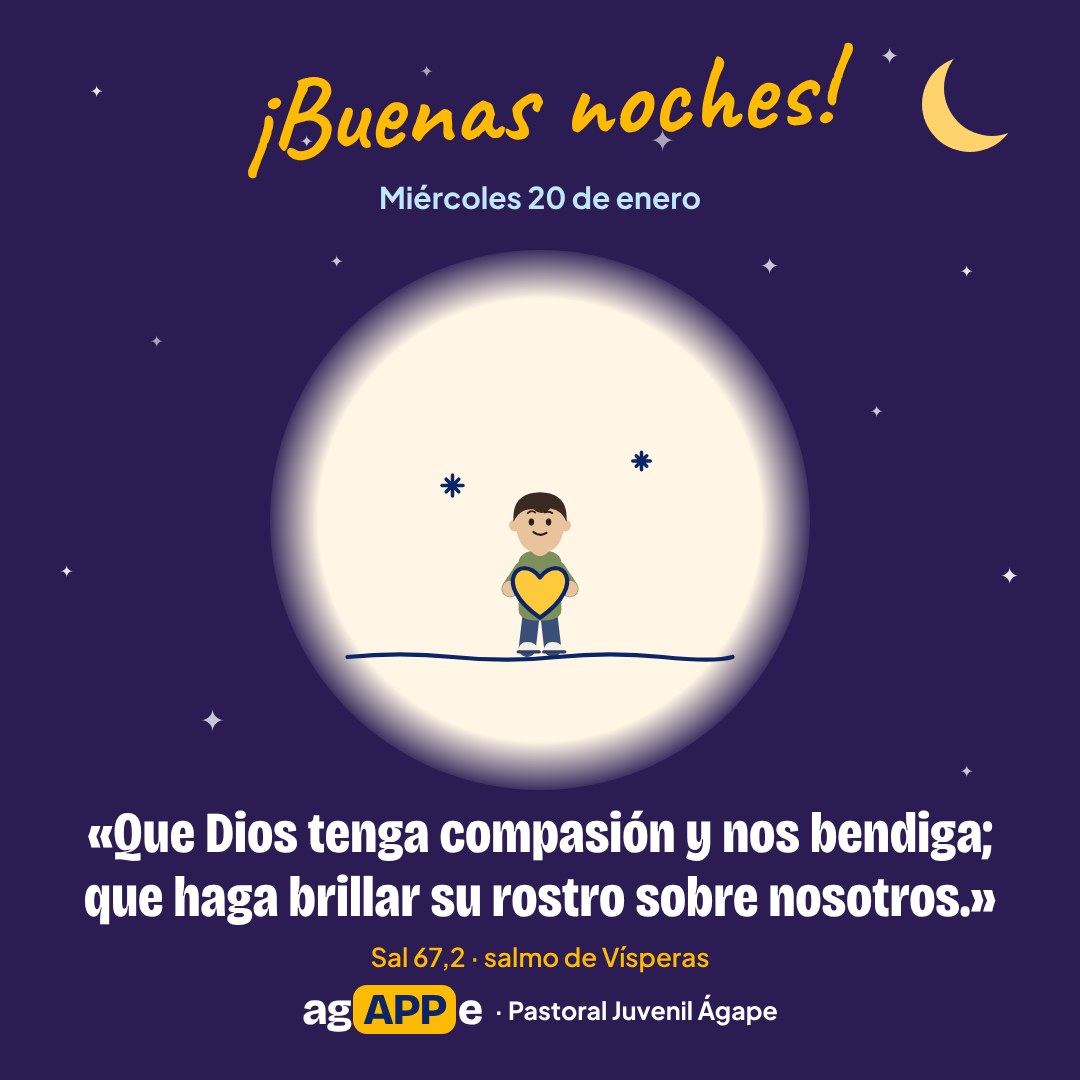 ¡Buenas noches!
Miércoles 20 de enero
«Que Dios tenga compasión y nos bendiga;
que haga brillar su rostro sobre nosotros.»
Sal 67,2 · salmo de Vísperas
agAPPe · Pastoral Juvenil Ágape